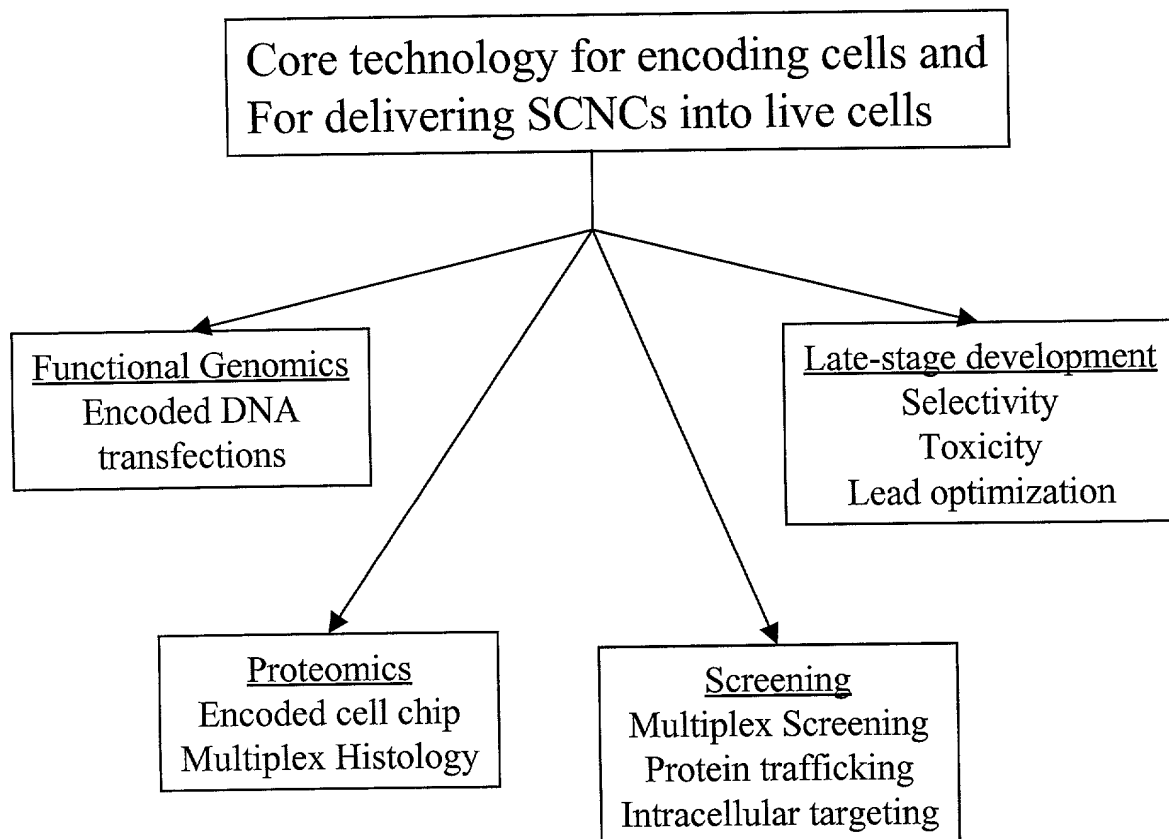 Core technology for encoding cells and
For delivering SCNCs into live cells
Functional Genomics
Encoded DNA
transfections
Late-stage development
Selectivity
Toxicity
Lead optimization
Proteomics
Encoded cell chip
Multiplex Histology
Screening
Multiplex Screening
Protein trafficking
Intracellular targeting